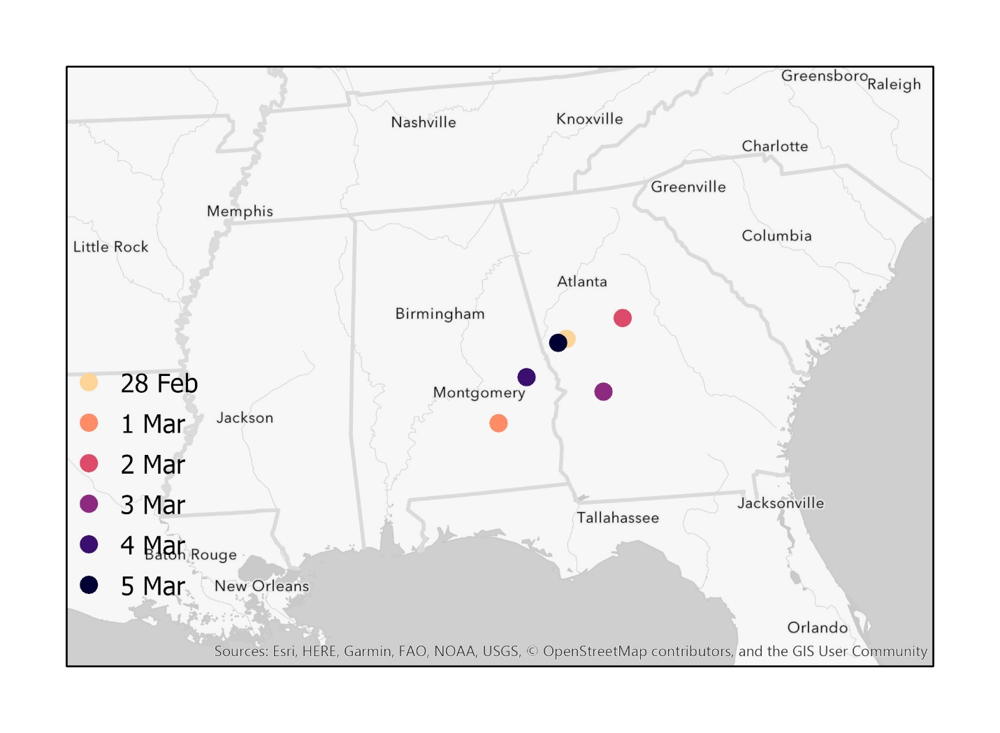 Greensboro
Raleigh
Nashville
Knoxville
Charlotte
Greenville
Memphis
Columbia
Little Rock
Atlanta
Birmingham
28 Feb
Montgomery
Jackson
1 Mar
2 Mar
3 Mar
Jacksonville
Tallahassee
4 Mar
Baton Rouge
5 Mar
New Orleans
Orlando
Sources: Esri, HERE, Garmin, FAO, NOAA, USGS, © OpenStreetMap contributors, and the GIS User Community